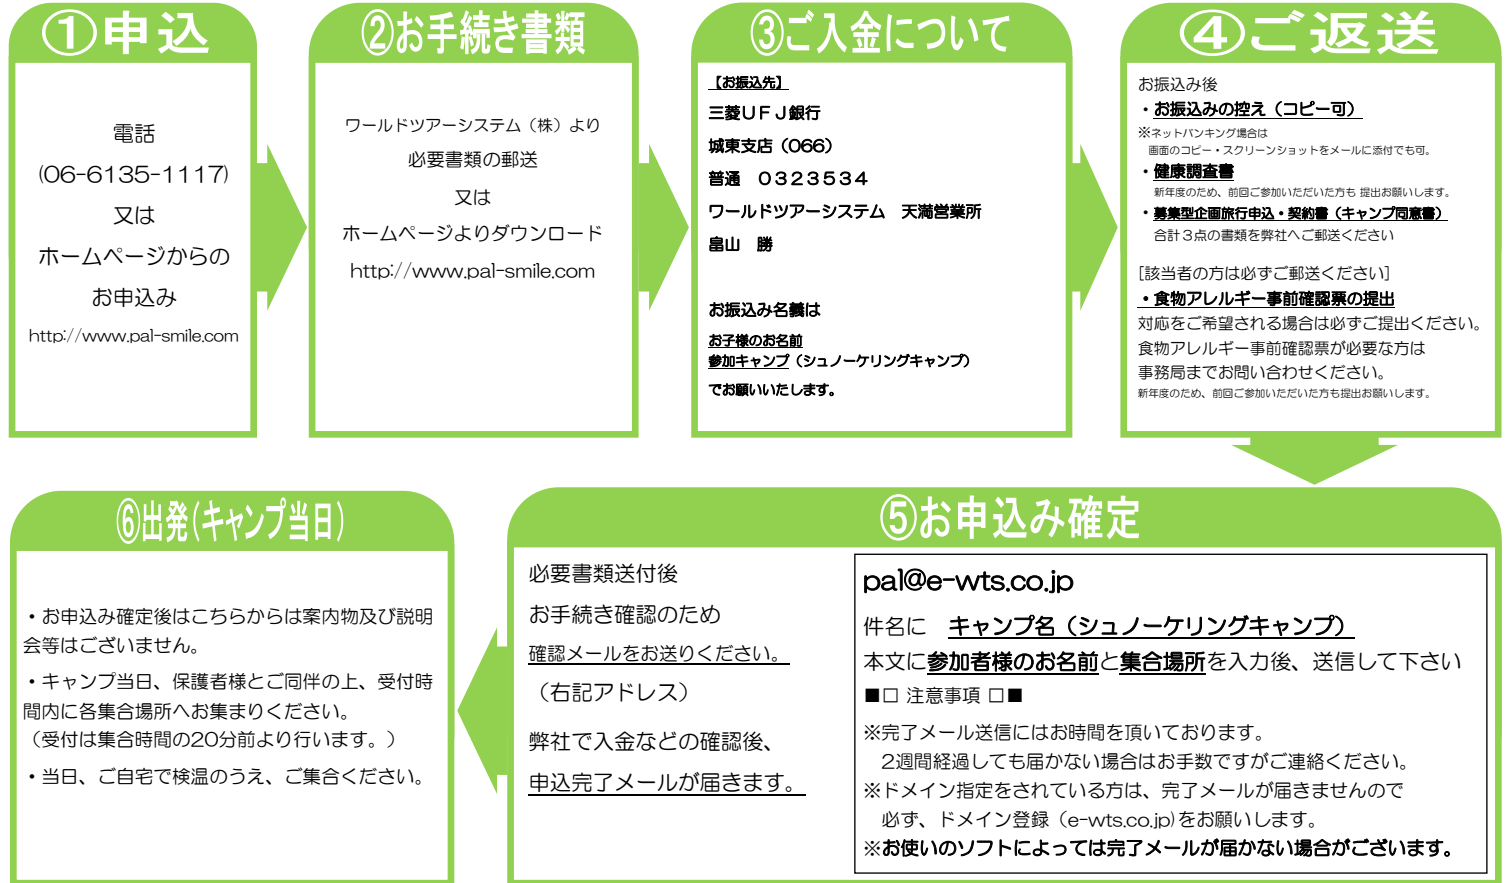 ①申込
電話
(06-6135-1117)
又は
ホームページからの
お申込み
http://www.pal-smile.com
②お手続き書類
ワールドツアーシステム（株）より
必要書類の郵送
又は
ホームページよりダウンロード
http://www.pal-smile.com
③ご入金について
【お振込先】
三菱ＵＦＪ銀行
城東支店（066）
普通　０３２３５３４
ワールドツアーシステム　天満営業所
畠山　勝
お振込み名義は
お子様のお名前
参加キャンプ（シュノーケリングキャンプ）
でお願いいたします。
④ご返送
お振込み後
・お振込みの控え（コピー可）
※ネットバンキング場合は
画面のコピー・スクリーンショットをメールに添付でも可。
・健康調査書
新年度のため、前回ご参加いただいた方も 提出お願いします。
・募集型企画旅行申込・契約書（キャンプ同意書）
合計３点の書類を弊社へご郵送ください
[該当者の方は必ずご郵送ください]
・食物アレルギー事前確認票の提出
対応をご希望される場合は必ずご提出ください。
食物アレルギー事前確認票が必要な方は
事務局までお問い合わせください。
新年度のため、前回ご参加いただいた方も提出お願いします。
⑤お申込み確定
必要書類送付後
お手続き確認のため
確認メールをお送りください。
（右記アドレス）
弊社で入金などの確認後、
申込完了メールが届きます。
pal@e-wts.co.jp
件名に　キャンプ名（シュノーケリングキャンプ）
本文に参加者様のお名前と集合場所を入力後、送信して下さい
■□ 注意事項 □■
※完了メール送信にはお時間を頂いております。
2週間経過しても届かない場合はお手数ですがご連絡ください。
※ドメイン指定をされている方は、完了メールが届きませんので
必ず、ドメイン登録（e-wts.co.jp)をお願いします。
※お使いのソフトによっては完了メールが届かない場合がございます。
⑥出発(キャンプ当日)
・お申込み確定後はこちらからは案内物及び説明
会等はございません。
・キャンプ当日、保護者様とご同伴の上、受付時
間内に各集合場所へお集まりください。
（受付は集合時間の20分前より行います。）
・当日、ご自宅で検温のうえ、ご集合ください。